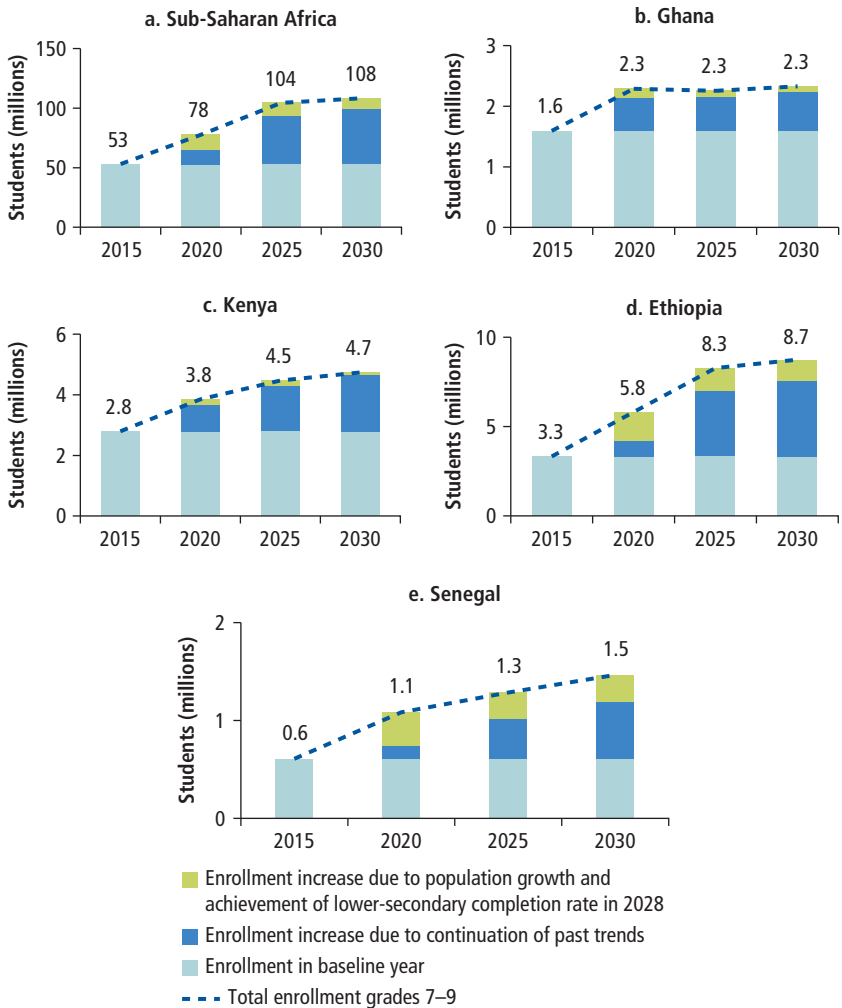 a. Sub-Saharan Africa
Students (millions)
150
100
50
0
53
78
104
108
2015 2020 2025 2030
b. Ghana
Students (millions)
3
2
1
0
1.6
2.3
2.3
2.3
2015 2020 2025 2030
c. Kenya
Students (millions)
6
4
2
0
2.8
3.8
4.5
4.7
2015 2020 2025 2030
d. Ethiopia
Students (millions)
10
5
0
3.3
5.8
8.3
8.7
2015 2020 2025 2030
e. Senegal
Students (millions)
2
1
0
0.6
1.1
1.3
1.5
2015 2020 2025 2030
Enrollment increase due to population growth and
achievement of lower-secondary completion rate in 2028
Enrollment increase due to continuation of past trends
Enrollment in baseline year
Total enrollment grades 7–9